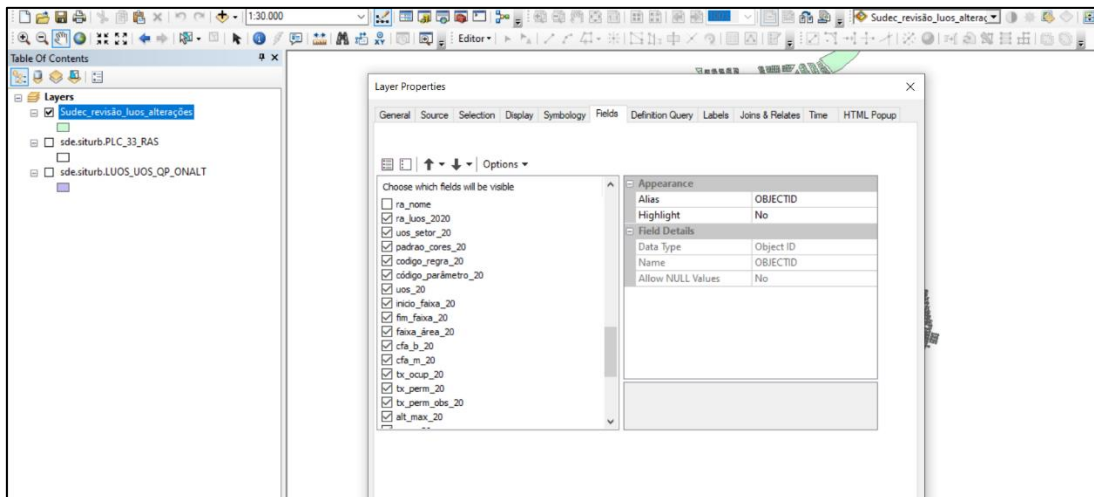 1:30.000
Sudec_revisão_luos_alteraç
Editor
Table Of Contents
Layers
Sudec_revisão_luos_alterações
sde.siturb.PLC_33_RAS
sde.siturb.LUOS_UOS_QP_ONALT
Layer Properties
General Source Selection Display Symbology Fields Definition Query Labels Joins & Relates Time HTML Popup
Options
Choose which fields will be visible
ra_nome
ra_luos_2020
uos_setor_20
padrao_cores_20
codigo_regra_20
código_parâmetro_20
uos_20
inicio_faixa_20
fim_faixa_20
faixa_área_20
cfa_b_20
cfa_m_20
tx_ocup_20
tx_perm_20
tx_perm_obs_20
alt_max_20
Appearance
Alias OBJECTID
Highlight No
Field Details
Data Type Object ID
Name OBJECTID
Allow NULL Values No